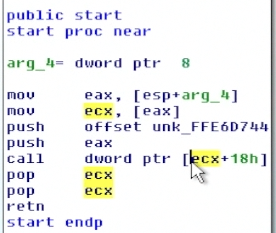 public start
start proc near
arg_4= dword ptr 8
mov eax, [esp+arg_4]
mov ecx, [eax]
push offset unk_FFE6D744
push eax
call dword ptr [ecx+18h]
pop ecx
pop ecx
retn
start endp